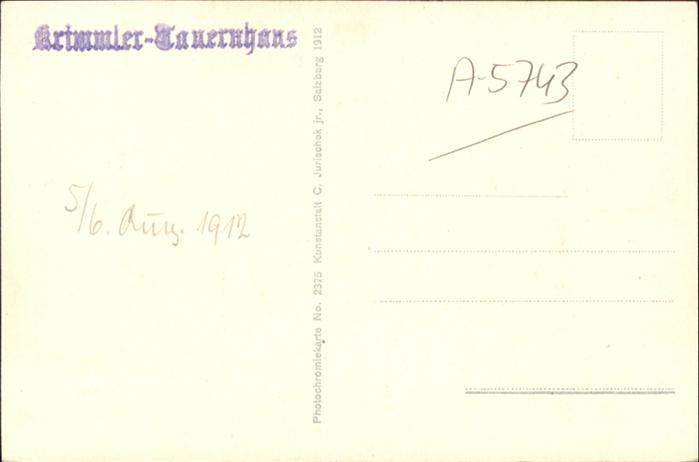 Krimmler-Tauernhaus
5/6. Aug. 1912
Photochromiekarte No. 2375 Kunstanstalt C. Jurischek jr., Salzburg 1912
A-5743